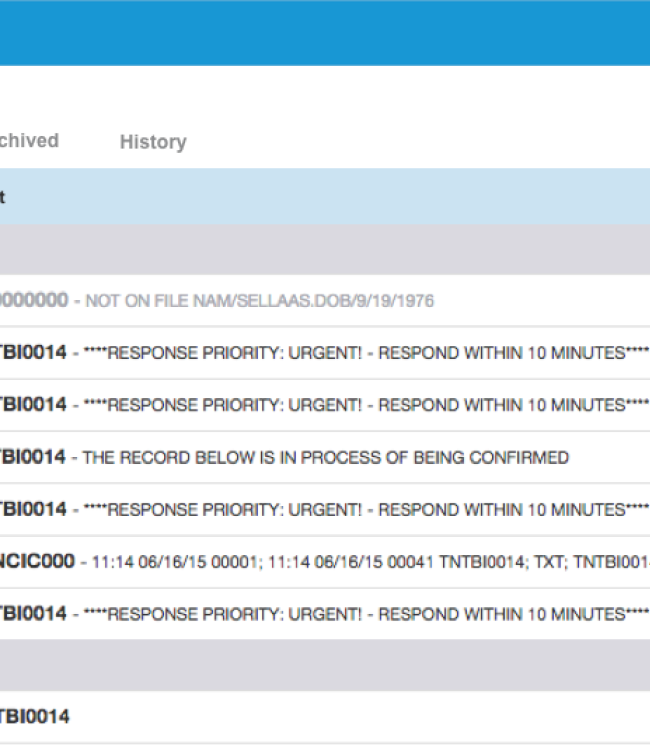 chived History
t
0000000 - NOT ON FILE NAM/SELLAAS.DOB/9/19/1976
TBI0014 - ****RESPONSE PRIORITY: URGENT! - RESPOND WITHIN 10 MINUTES****
TBI0014 - ****RESPONSE PRIORITY: URGENT! - RESPOND WITHIN 10 MINUTES****
TBI0014 - THE RECORD BELOW IS IN PROCESS OF BEING CONFIRMED
TBI0014 - ****RESPONSE PRIORITY: URGENT! - RESPOND WITHIN 10 MINUTES****
NCIC000 - 11:14 06/16/15 00001; 11:14 06/16/15 00041 TNTBI0014; TXT; TNTBI001
TBI0014 - ****RESPONSE PRIORITY: URGENT! - RESPOND WITHIN 10 MINUTES****
TBI0014